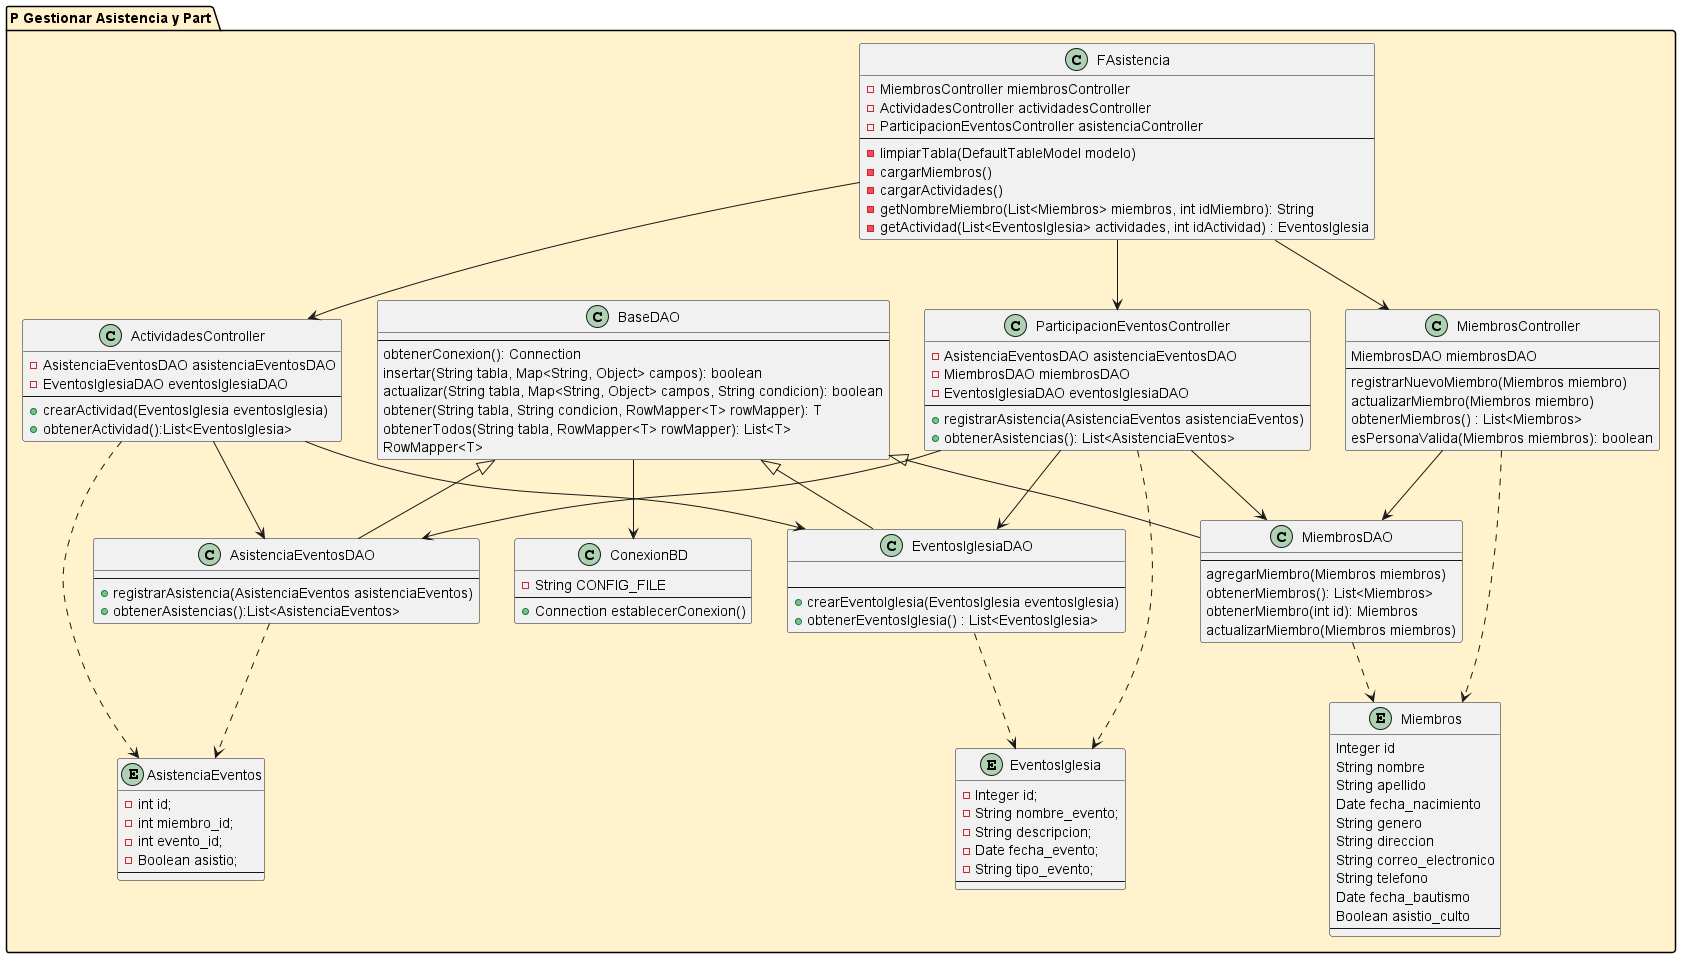 P Gestionar Asistencia y Part
C FAsistencia
MiembrosController miembrosController
ActividadesController actividadesController
ParticipacionEventosController asistenciaController
limpiarTabla(DefaultTableModel modelo)
cargarMiembros()
cargarActividades()
getNombreMiembro(List<Miembros> miembros, int idMiembro): String
getActividad(List<EventosIglesia> actividades, int idActividad) : EventosIglesia
C ActividadesController
AsistenciaEventosDAO asistenciaEventosDAO
EventosIglesiaDAO eventosIglesiaDAO
crearActividad(EventosIglesia eventosIglesia)
obtenerActividad():List<EventosIglesia>
C BaseDAO
obtenerConexion(): Connection
insertar(String tabla, Map<String, Object> campos): boolean
actualizar(String tabla, Map<String, Object> campos, String condicion): boolean
obtener(String tabla, String condicion, RowMapper<T> rowMapper): T
obtenerTodos(String tabla, RowMapper<T> rowMapper): List<T>
RowMapper<T>
C ParticipacionEventosController
AsistenciaEventosDAO asistenciaEventosDAO
MiembrosDAO miembrosDAO
EventosIglesiaDAO eventosIglesiaDAO
registrarAsistencia(AsistenciaEventos asistenciaEventos)
obtenerAsistencias(): List<AsistenciaEventos>
C MiembrosController
MiembrosDAO miembrosDAO
registrarNuevoMiembro(Miembros miembro)
actualizarMiembro(Miembros miembro)
obtenerMiembros() : List<Miembros>
esPersonaValida(Miembros miembros): boolean
C AsistenciaEventosDAO
registrarAsistencia(AsistenciaEventos asistenciaEventos)
obtenerAsistencias():List<AsistenciaEventos>
C ConexionBD
String CONFIG_FILE
Connection establecerConexion()
C EventosIglesiaDAO
crearEventoIglesia(EventosIglesia eventosIglesia)
obtenerEventosIglesia() : List<EventosIglesia>
C MiembrosDAO
agregarMiembro(Miembros miembros)
obtenerMiembros(): List<Miembros>
obtenerMiembro(int id): Miembros
actualizarMiembro(Miembros miembros)
E AsistenciaEventos
int id;
int miembro_id;
int evento_id;
Boolean asistio;
E EventosIglesia
Integer id;
String nombre_evento;
String descripcion;
Date fecha_evento;
String tipo_evento;
E Miembros
Integer id
String nombre
String apellido
Date fecha_nacimiento
String genero
String direccion
String correo_electronico
String telefono
Date fecha_bautismo
Boolean asistio_culto